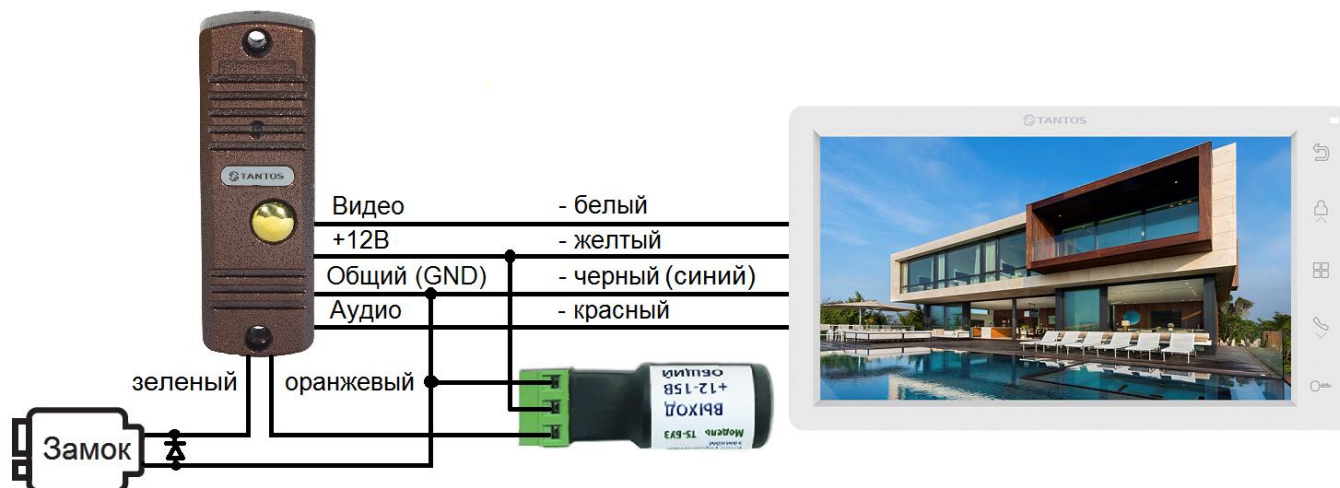 TANTOS
TANTOS
Видео - белый
+12В - желтый
Общий (GND) - черный (синий)
Аудио - красный
зеленый оранжевый
Замок
ОБЩИЙ
+12-15В
ВЫХОД
Модель TS-БУЗ
замком